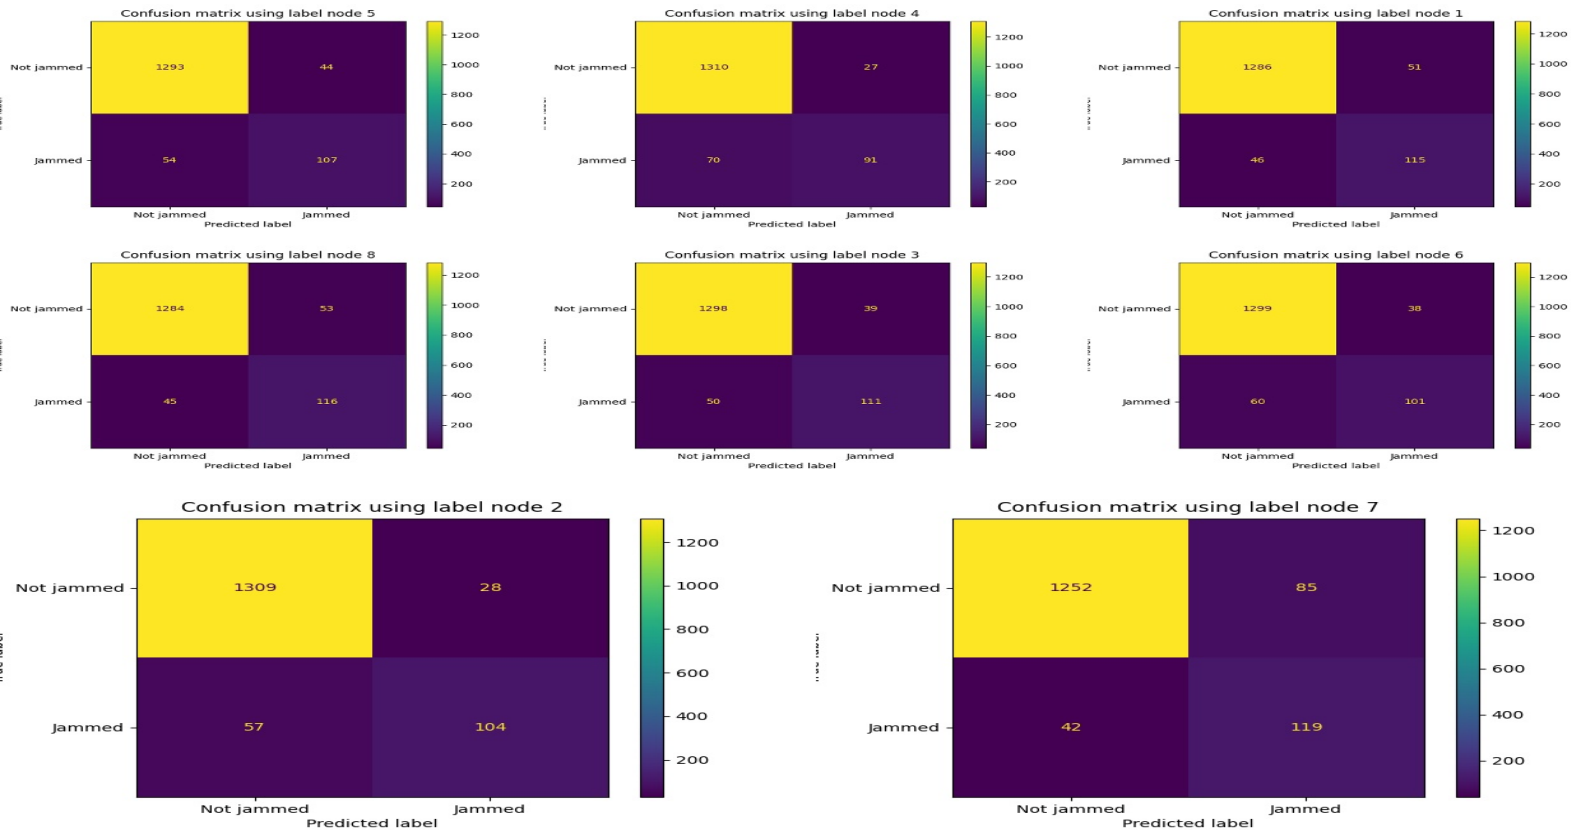 Confusion matrix using label node 5
Not jammed
1293
44
1200
1000
800
600
400
200
Jammed
54
107
Not jammed
Jammed
Predicted label
Confusion matrix using label node 4
Not jammed
1310
27
1200
1000
800
600
400
200
Jammed
70
91
Not jammed
Jammed
Predicted label
Confusion matrix using label node 1
Not jammed
1286
51
1200
1000
800
600
400
200
Jammed
46
115
Not jammed
Jammed
Predicted label
Confusion matrix using label node 8
Not jammed
1284
53
1200
1000
800
600
400
200
Jammed
45
116
Not jammed
Jammed
Predicted label
Confusion matrix using label node 3
Not jammed
1298
39
1200
1000
800
600
400
200
Jammed
50
111
Not jammed
Jammed
Predicted label
Confusion matrix using label node 6
Not jammed
1299
38
1200
1000
800
600
400
200
Jammed
60
101
Not jammed
Jammed
Predicted label
Confusion matrix using label node 2
Not jammed
1309
28
1200
1000
800
600
400
200
Jammed
57
104
Not jammed
Jammed
Predicted label
Confusion matrix using label node 7
Not jammed
1252
85
1200
1000
800
600
400
200
Jammed
42
119
Not jammed
Jammed
Predicted label